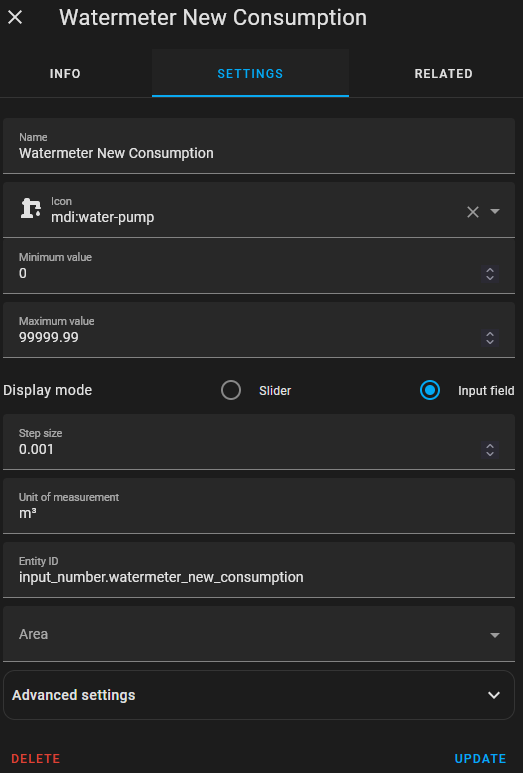 Watermeter New Consumption
INFO
SETTINGS
RELATED
Name
Watermeter New Consumption
Icon
mdi:water-pump
Minimum value
0
Maximum value
99999.99
Display mode
Slider
Input field
Step size
0.001
Unit of measurement
m³
Entity ID
input_number.watermeter_new_consumption
Area
Advanced settings
DELETE
UPDATE